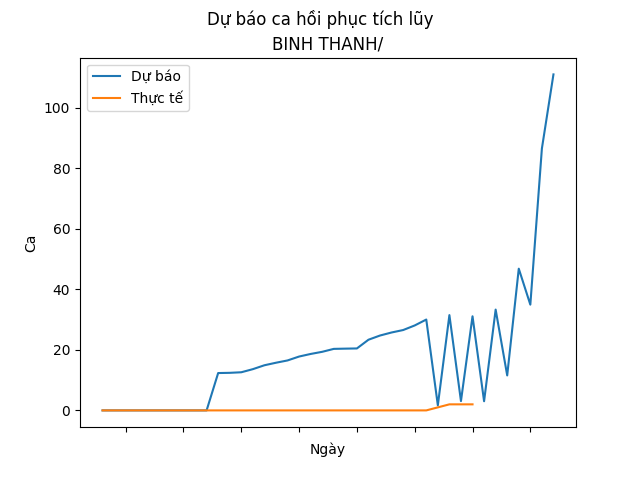 Dự báo ca hồi phục tích lũy
BINH THANH/
Dự báo
Thực tế
100
80
60
40
20
0
Ca
Ngày